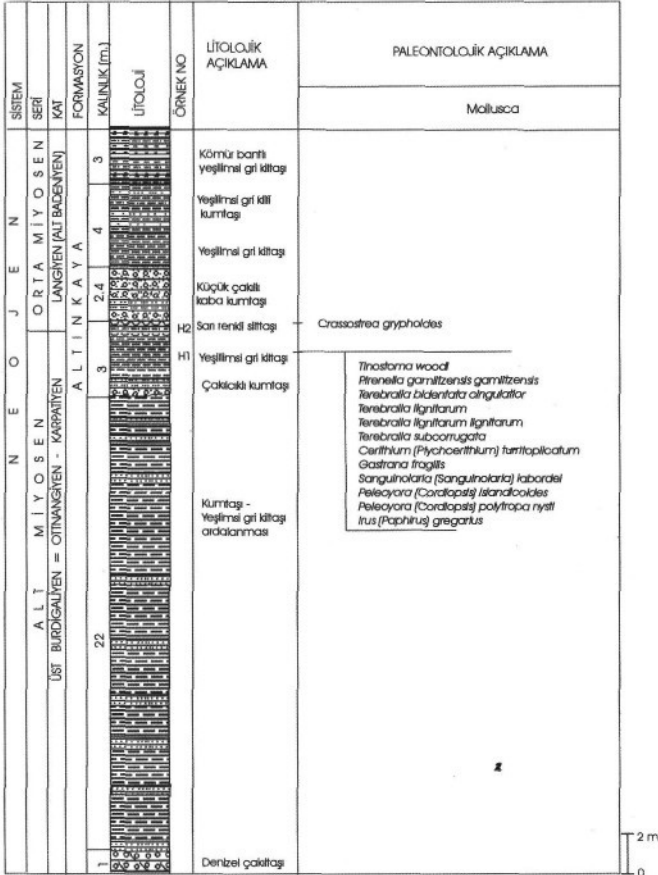 SİSTEM
SERİ
KAT
FORMASYON
KALINLIK (m.)
LİTOLOJİ
ÖRNEK NO
LİTOLOJİK
AÇIKLAMA
PALEONTOLOJİK AÇIKLAMA
Mollusca
NEOJEN
ORTA MİYOSEN
ALT MİYOSEN
LANGİYEN (ALT BADENİYEN)
ÜST BURDİGALİYEN = OTTNANGİYEN - KARPATİYEN
ALTINKAYA
3
4
2.4
3
22
1
Kömür bantlı
yeşilimsi gri kiltaşı
Yeşilimsi gri killi
kumtaşı
Yeşilimsi gri kiltaşı
Küçük çakıllı
kaba kumtaşı
H2 Sarı renkli silttaşı
Crassostrea gryphoides
H1 Yeşilimsi gri kiltaşı
Çakılcıklı kumtaşı
Tinostoma woodi
Pirenella gamlitzensis gamlitzensis
Terebralia bidentata cingulatior
Terebralia lignitarum
Terebralia lignitarum lignitarum
Terebralia subcorrugata
Cerithium (Ptychocerithium) turritoplicatum
Gastrana fragilis
Sanguinolaria (Sanguinolaria) labordei
Peleoyora (Cordiopsis) islandicoides
Peleoyora (Cordiopsis) polytropa nysti
Irus (Paphirus) gregarius
Kumtaşı -
Yeşilimsi gri kiltaşı
ardalanması
Denizel çakıltaşı
2 m
0